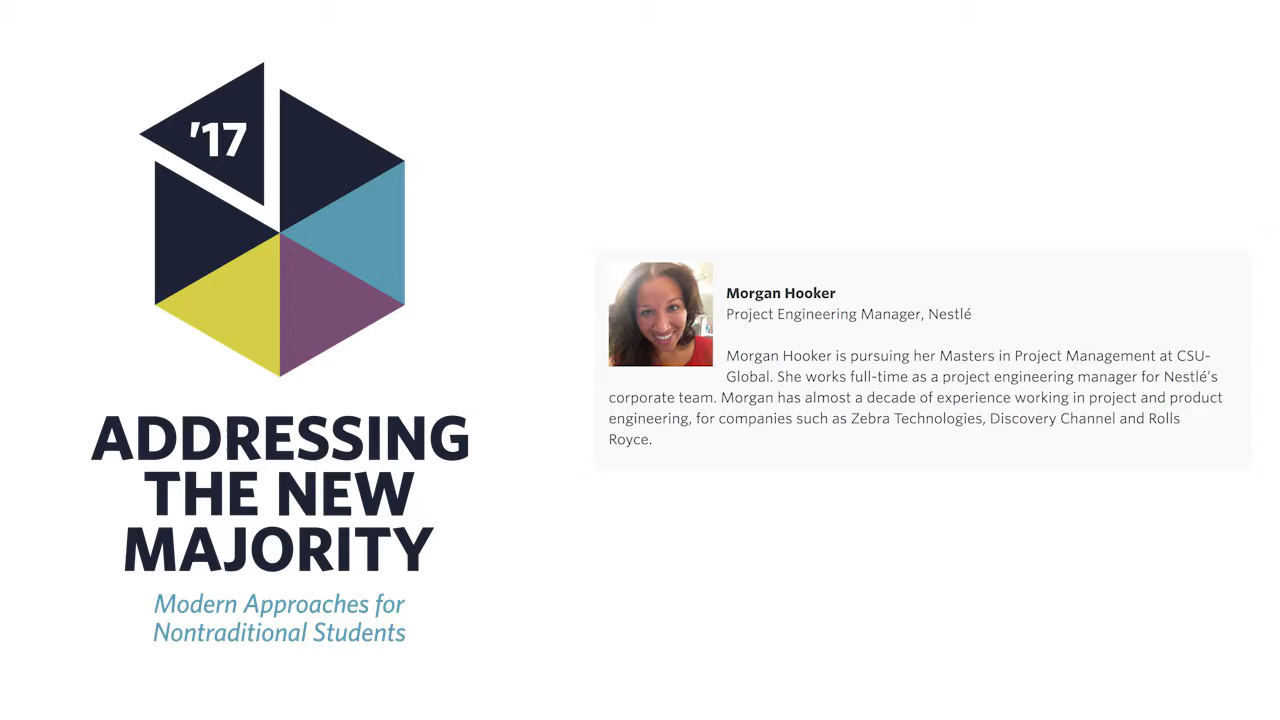 '17
ADDRESSING
THE NEW
MAJORITY
Modern Approaches for
Nontraditional Students
Morgan Hooker
Project Engineering Manager, Nestlé
Morgan Hooker is pursuing her Masters in Project Management at CSU-
Global. She works full-time as a project engineering manager for Nestlé’s
corporate team. Morgan has almost a decade of experience working in project and product
engineering, for companies such as Zebra Technologies, Discovery Channel and Rolls
Royce.